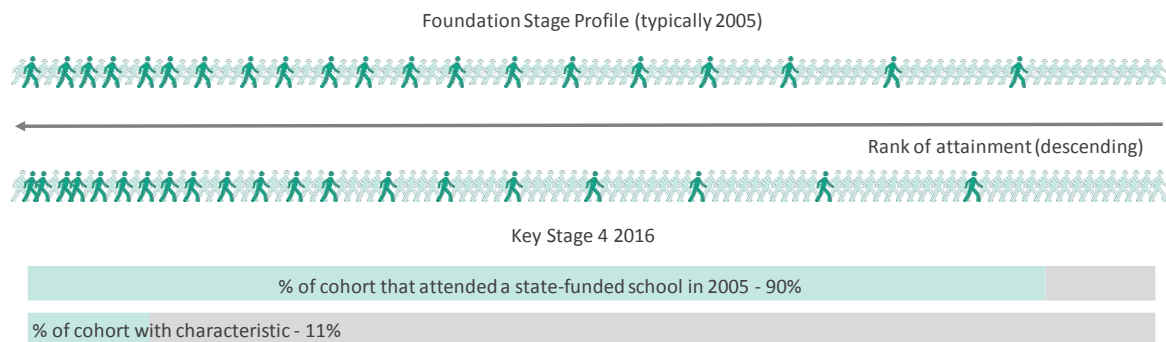 Foundation Stage Profile (typically 2005)
Rank of attainment (descending)
Key Stage 4 2016
% of cohort that attended a state-funded school in 2005 - 90%
% of cohort with characteristic - 11%